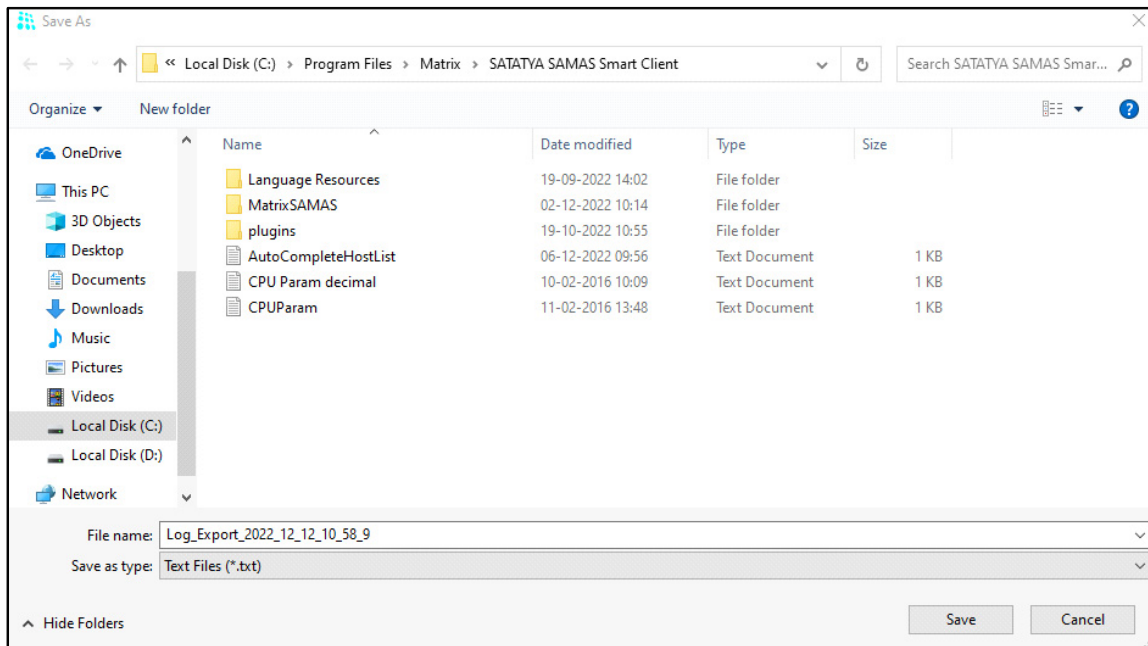 Save As
« Local Disk (C:) › Program Files › Matrix › SATATYA SAMAS Smart Client
Search SATATYA SAMAS Smar...
Organize New folder
Name Date modified Type Size
OneDrive
This PC
3D Objects
Desktop
Documents
Downloads
Music
Pictures
Videos
Local Disk (C:)
Local Disk (D:)
Network
Language Resources 19-09-2022 14:02 File folder
MatrixSAMAS 02-12-2022 10:14 File folder
plugins 19-10-2022 10:55 File folder
AutoCompleteHostList 06-12-2022 09:56 Text Document 1 KB
CPU Param decimal 10-02-2016 10:09 Text Document 1 KB
CPUParam 11-02-2016 13:48 Text Document 1 KB
File name: Log_Export_2022_12_12_10_58_9
Save as type: Text Files (*.txt)
Hide Folders
Save Cancel